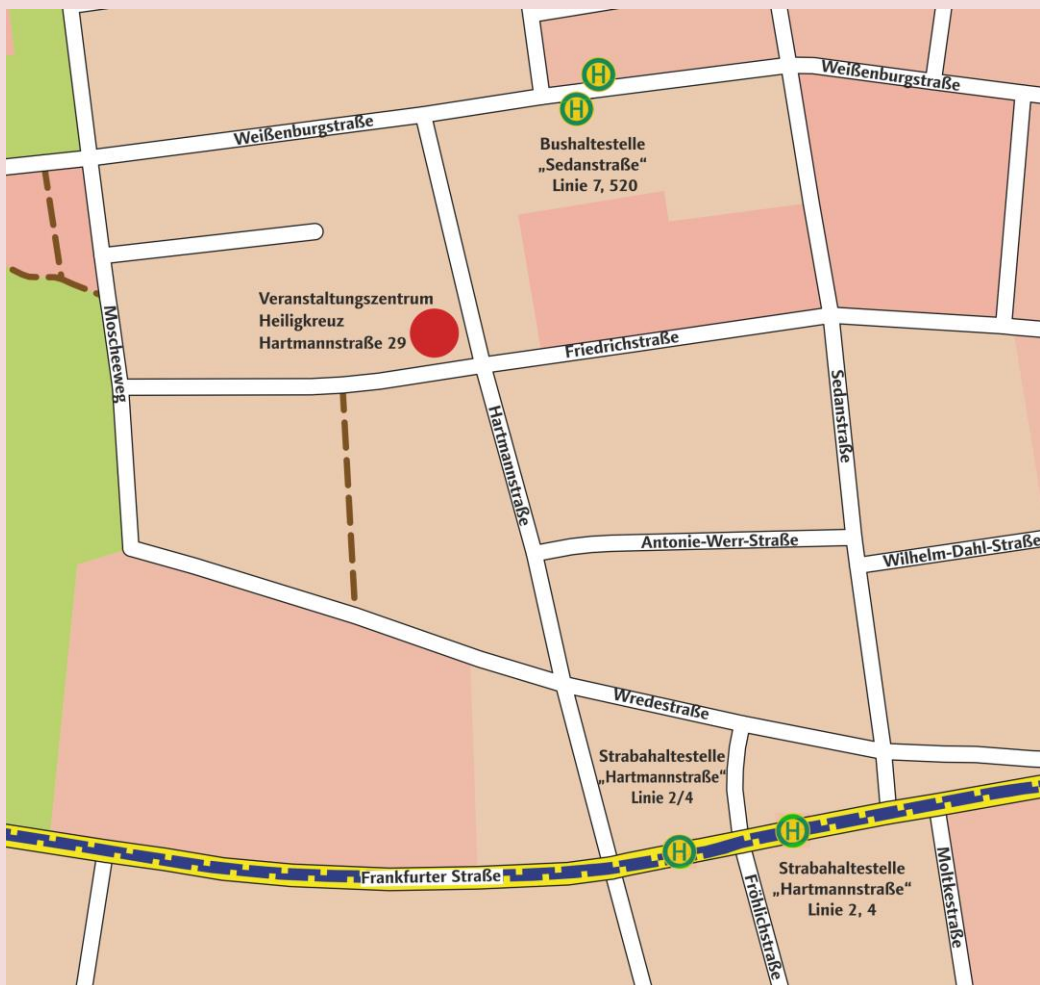 Weißenburgstraße
H
H
Weißenburgstraße
Bushaltestelle
„Sedanstraße“
Linie 7, 520
Veranstaltungszentrum
Heiligkreuz
Hartmannstraße 29
Moscheeweg
Friedrichstraße
Sedanstraße
Hartmannstraße
Antonie-Werr-Straße
Wilhelm-Dahl-Straße
Wredestraße
Strabahaltestelle
„Hartmannstraße“
Linie 2/4
H
H
Frankfurter Straße
Strabahaltestelle
„Hartmannstraße“
Linie 2, 4
Fröhlichstraße
Moltkestraße